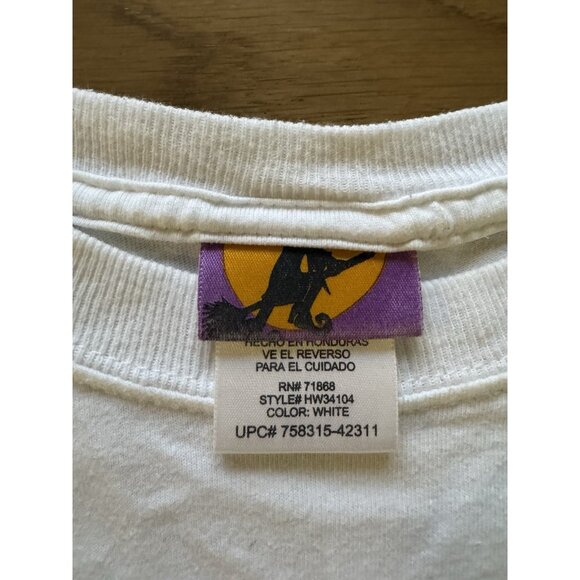 HECHO EN HONDURAS
VE EL REVERSO
PARA EL CUIDADO
RN# 71868
STYLE# HW34104
COLOR: WHITE
UPC# 758315-42311